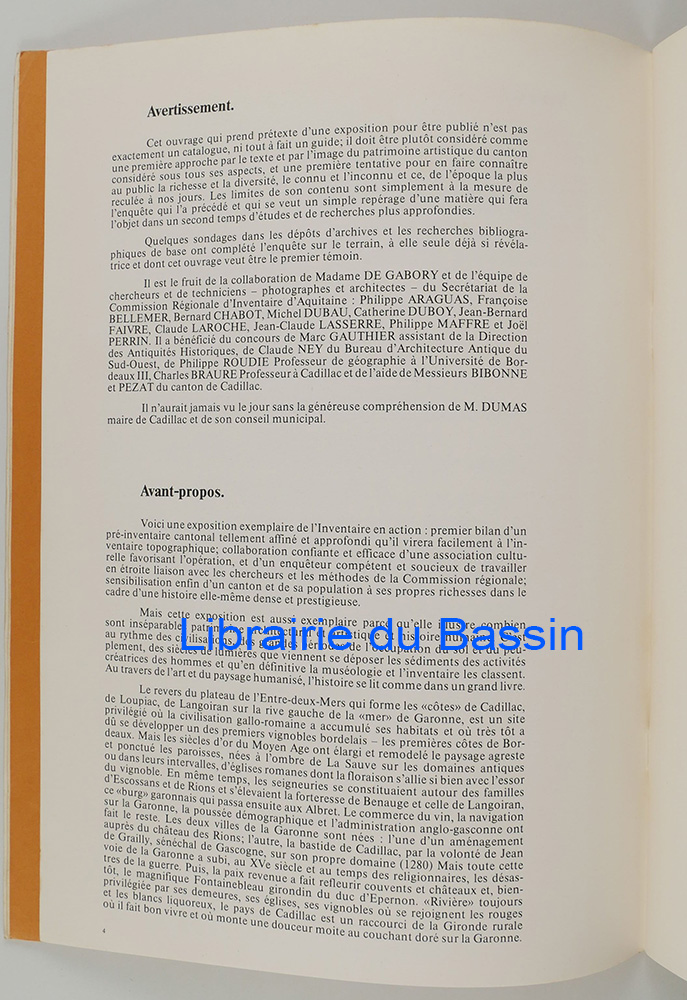 Avertissement.
Cet ouvrage qui prend prétexte d'une exposition pour être publié n'est pas
exactement un catalogue, ni tout à fait un guide; il doit être plutôt considéré comme
une première approche par le texte et par l'image du patrimoine artistique du canton
considéré sous tous ses aspects, et une première tentative pour en faire connaître
au public la richesse et la diversité, le connu et l'inconnu et ce, de l'époque la plus
reculée à nos jours. Les limites de son contenu sont simplement à la mesure de
l'enquête qui l'a précédé et qui se veut un simple repérage d'une matière qui fera
l'objet dans un second temps d'études et de recherches plus approfondies.
Quelques sondages dans les dépôts d'archives et les recherches bibliogra-
phiques de base ont complété l'enquête sur le terrain, à elle seule déjà si révéla-
trice et dont cet ouvrage veut être le premier témoin.
Il est le fruit de la collaboration de Madame DE GABORY et de l'équipe de
chercheurs et de techniciens – photographes et architectes – du Secrétariat de la
Commission Régionale d'Inventaire d'Aquitaine : Philippe ARAGUAS, Françoise
BELLEMER, Bernard CHABOT, Michel DUBAU, Catherine DUBOY, Jean-Bernard
FAIVRE, Claude LAROCHE, Jean-Claude LASSERRE, Philippe MAFFRE et Joël
PERRIN. Il a bénéficié du concours de Marc GAUTHIER assistant de la Direction
des Antiquités Historiques, de Claude NEY du Bureau d'Architecture Antique du
Sud-Ouest, de Philippe ROUDIE Professeur de géographie à l'Université de Bor-
deaux III, Charles BRAURE Professeur à Cadillac et de l'aide de Messieurs BIBONNE
et PEZAT du canton de Cadillac.
Il n'aurait jamais vu le jour sans la généreuse compréhension de M. DUMAS
maire de Cadillac et de son conseil municipal.
Avant-propos.
Voici une exposition exemplaire de l'Inventaire en action : premier bilan d'un
pré-inventaire cantonal tellement affiné et approfondi qu'il virera facilement à l'in-
ventaire topographique; collaboration confiante et efficace d'une association cultu-
relle favorisant l'opération, et d'un enquêteur compétent et soucieux de travailler
en étroite liaison avec les chercheurs et les méthodes de la Commission régionale;
sensibilisation enfin d'un canton et de sa population à ses propres richesses dans le
cadre d'une histoire elle-même dense et prestigieuse.
Mais cette exposition est aussi exemplaire parce qu'elle illustre combien
sont inséparables patrimoine
Librairie du Bassin
au rythme des civilisations, des de l'occupation du sol et du peu-
plement, des siècles de lumières que viennent se déposer les sédiments des activités
créatrices des hommes et qu'en définitive la muséologie et l'inventaire les classent.
Au travers de l'art et du paysage humanisé, l'histoire se lit comme dans un grand livre.
Le revers du plateau de l'Entre-deux-Mers qui forme les «côtes» de Cadillac,
de Loupiac, de Langoiran sur la rive gauche de la «mer» de Garonne, est un site
privilégié où la civilisation gallo-romaine a accumulé ses habitats et où très tôt a
dû se développer un des premiers vignobles bordelais – les premières côtes de Bor-
deaux. Mais les siècles d'or du Moyen Age ont élargi et remodelé le paysage agreste
et ponctué les paroisses, nées à l'ombre de La Sauve sur les domaines antiques
ou dans leurs intervalles, d'églises romanes dont la floraison s'allie si bien avec l'essor
du vignoble. En même temps, les seigneuries se constituaient autour des familles
d'Escossans et de Rions et s'élevaient la forteresse de Benauge et celle de Langoiran,
ce «burg» garonnais qui passa ensuite aux Albret. Le commerce du vin, la navigation
sur la Garonne, la poussée démographique et l'administration anglo-gasconne ont
fait le reste. Les deux villes de la Garonne sont nées : l'une d'un aménagement
auprès du château des Rions; l'autre, la bastide de Cadillac, par la volonté de Jean
de Grailly, sénéchal de Gascogne, sur son propre domaine (1280) Mais toute cette
voie de la Garonne a subi, au XVe siècle et au temps des religionnaires, les désas-
tres de la guerre. Puis, la paix revenue a fait refleurir couvents et châteaux et, bien-
tôt, le magnifique Fontainebleau girondin du duc d'Epernon. «Rivière» toujours
privilégiée par ses demeures, ses églises, ses vignobles où se rejoignent les rouges
et les blancs liquoreux, le pays de Cadillac est un raccourci de la Gironde rurale
où il fait bon vivre et où monte une douceur moite au couchant doré sur la Garonne.
4